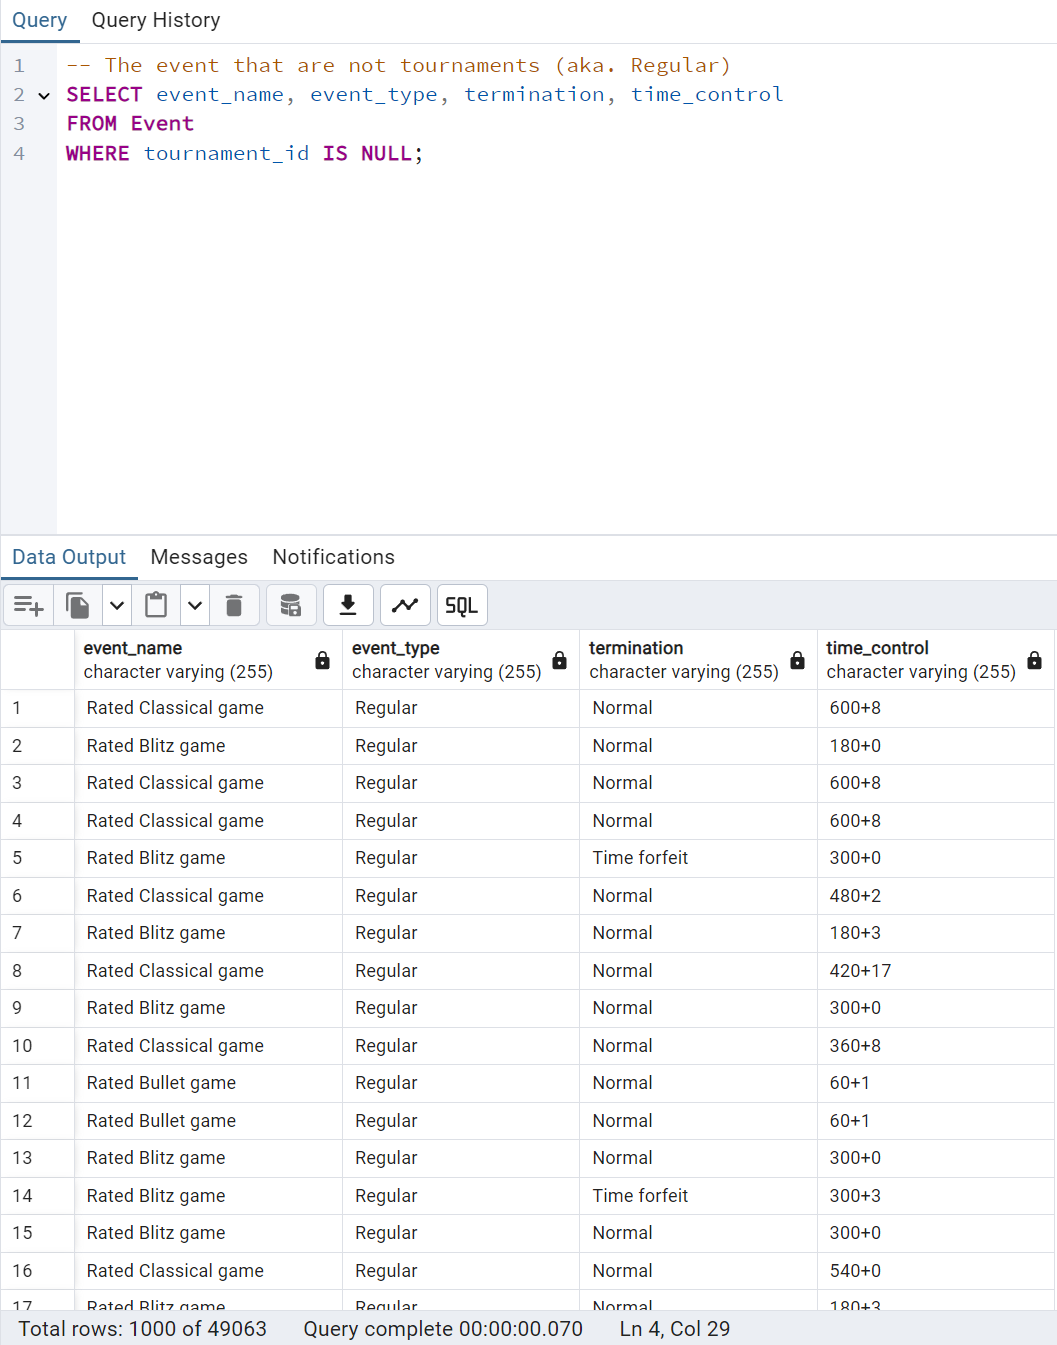 Query Query History
1 -- The event that are not tournaments (aka. Regular)
2 SELECT event_name, event_type, termination, time_control
3 FROM Event
4 WHERE tournament_id IS NULL;
Data Output Messages Notifications
SQL
event_name event_type termination time_control
character varying (255) character varying (255) character varying (255) character varying (255)
1 Rated Classical game Regular Normal 600+8
2 Rated Blitz game Regular Normal 180+0
3 Rated Classical game Regular Normal 600+8
4 Rated Classical game Regular Normal 600+8
5 Rated Blitz game Regular Time forfeit 300+0
6 Rated Classical game Regular Normal 480+2
7 Rated Blitz game Regular Normal 180+3
8 Rated Classical game Regular Normal 420+17
9 Rated Blitz game Regular Normal 300+0
10 Rated Classical game Regular Normal 360+8
11 Rated Bullet game Regular Normal 60+1
12 Rated Bullet game Regular Normal 60+1
13 Rated Blitz game Regular Normal 300+0
14 Rated Blitz game Regular Time forfeit 300+3
15 Rated Blitz game Regular Normal 300+0
16 Rated Classical game Regular Normal 540+0
17 Rated Blitz game Regular Normal 180+3
Total rows: 1000 of 49063 Query complete 00:00:00.070 Ln 4, Col 29